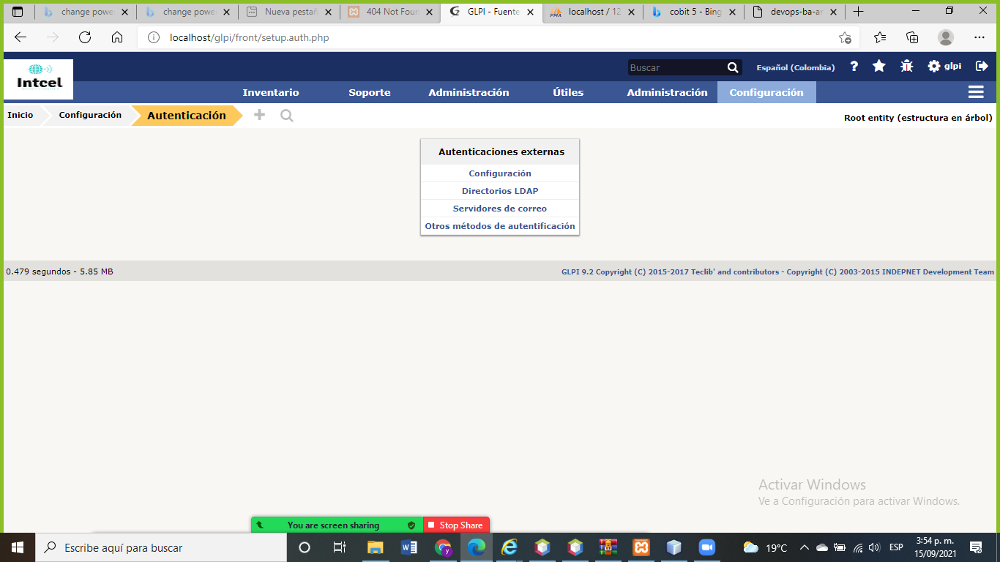 change powe
change powe
Nueva pestañ
404 Not Foun
GLPI - Fuente
localhost / 12
cobit 5 - Bing
devops-ba-ar
localhost/glpi/front/setup.auth.php
Intcel
Buscar
Español (Colombia)
glpi
Inventario
Soporte
Administración
Útiles
Administración
Configuración
Inicio
Configuración
Autenticación
Root entity (estructura en árbol)
Autenticaciones externas
Configuración
Directorios LDAP
Servidores de correo
Otros métodos de autentificación
0.479 segundos - 5.85 MB
GLPI 9.2 Copyright (C) 2015-2017 Teclib' and contributors - Copyright (C) 2003-2015 INDEPNET Development Team
Activar Windows
Ve a Configuración para activar Windows.
You are screen sharing
Stop Share
Escribe aquí para buscar
19°C
ESP
3:54 p. m.
15/09/2021